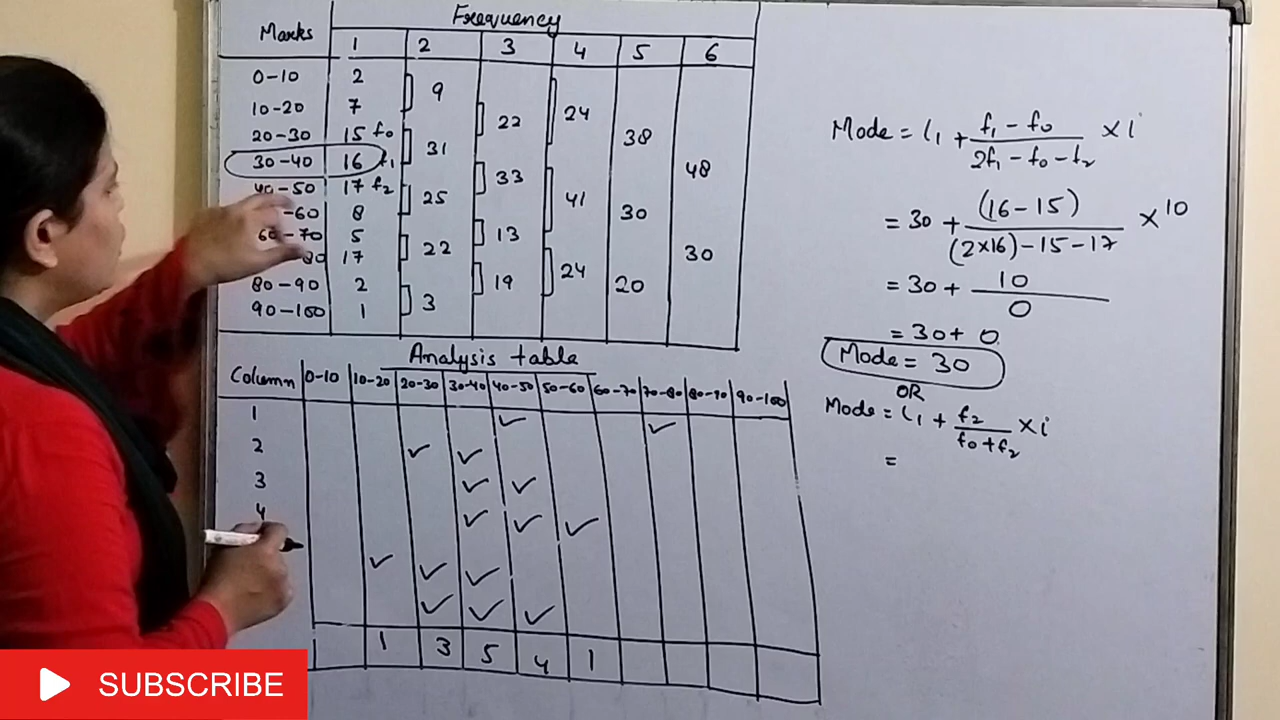 Frequency
Marks 1 2 3 4 5 6
0-10 2
9
10-20 7 22 24
20-30 15 f0 38
31
30-40 16 f1 48
33
40-50 17 f2 25 41
-60 8 30
60-70 5 13
22 30
80 17
24
80-90 2 19 20
3
90-100 1
Analysis table
Column 0-10 10-20 20-30 30-40 40-50 50-60 60-70 70-80 80-90 90-100
1 ✓ ✓
2 ✓ ✓
3 ✓ ✓
4 ✓ ✓ ✓
✓ ✓ ✓
✓ ✓ ✓
1 3 5 4 1
Mode = l1 + f1 - f0 / 2f1 - f0 - f2 × i
= 30 + (16-15) / (2×16) - 15 - 17 × 10
= 30 + 10 / 0
= 30 + 0
Mode = 30
OR
Mode = l1 + f2 / f0 + f2 × i
=
SUBSCRIBE